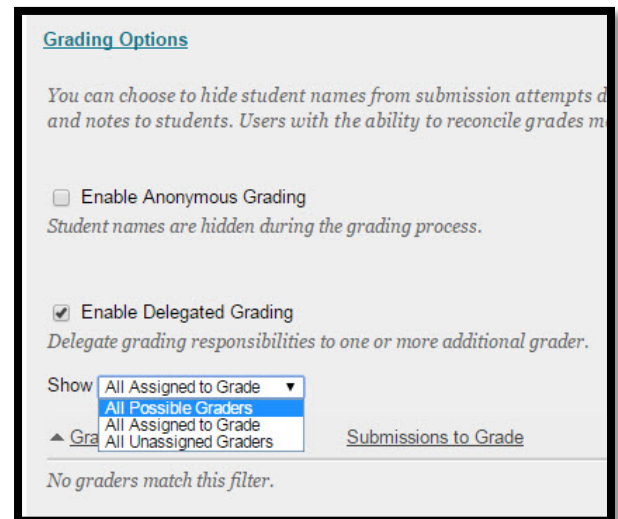 Grading Options
You can choose to hide student names from submission attempts
and notes to students. Users with the ability to reconcile grades
Enable Anonymous Grading
Student names are hidden during the grading process.
Enable Delegated Grading
Delegate grading responsibilities to one or more additional grader.
Show All Assigned to Grade
All Possible Graders
All Assigned to Grade
All Unassigned Graders
Submissions to Grade
No graders match this filter.